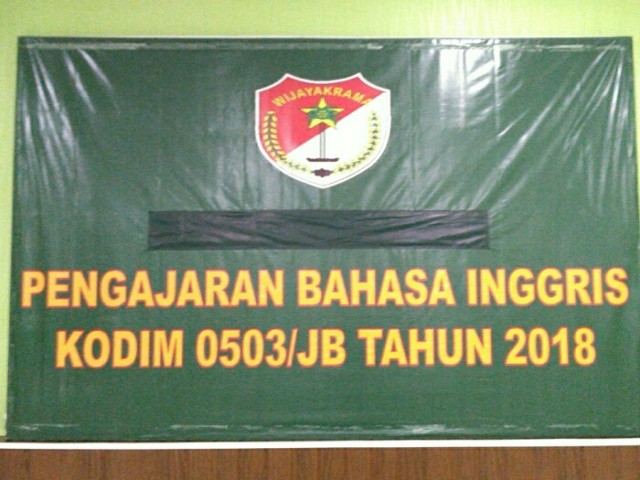 WIJAYAKRAMA
PENGAJARAN BAHASA INGGRIS
KODIM 0503/JB TAHUN 2018